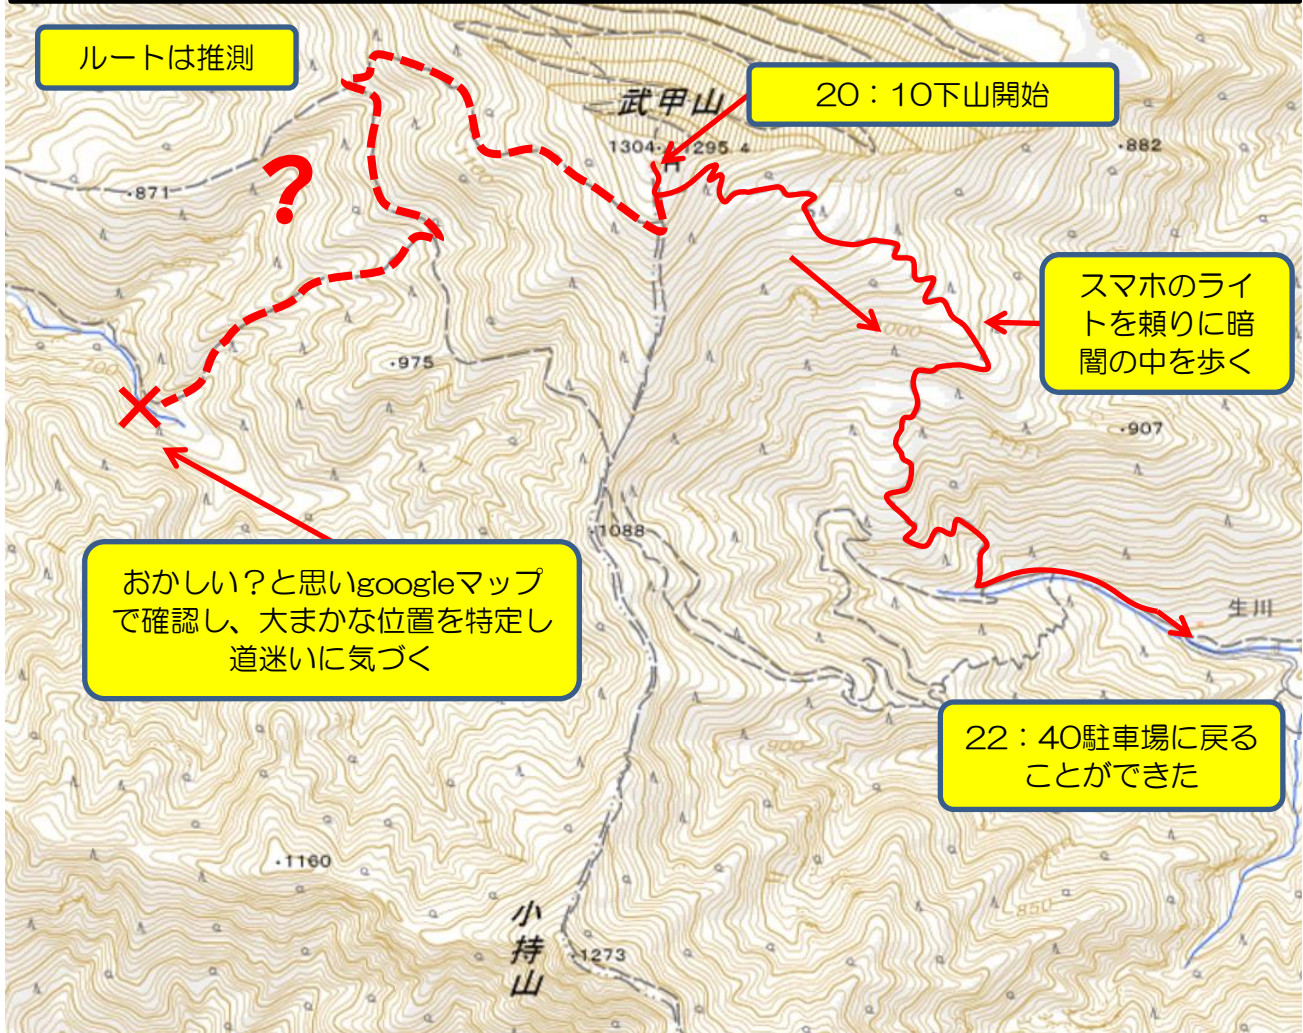 ルートは推測
武甲山
20：10下山開始
1304
1295.4
882
871
スマホのライ
トを頼りに暗
闇の中を歩く
1000
975
907
1088
おかしい？と思いgoogleマップ
で確認し、大まかな位置を特定し
道迷いに気づく
生川
22：40駐車場に戻る
ことができた
900
1160
850
小持山
1273
?